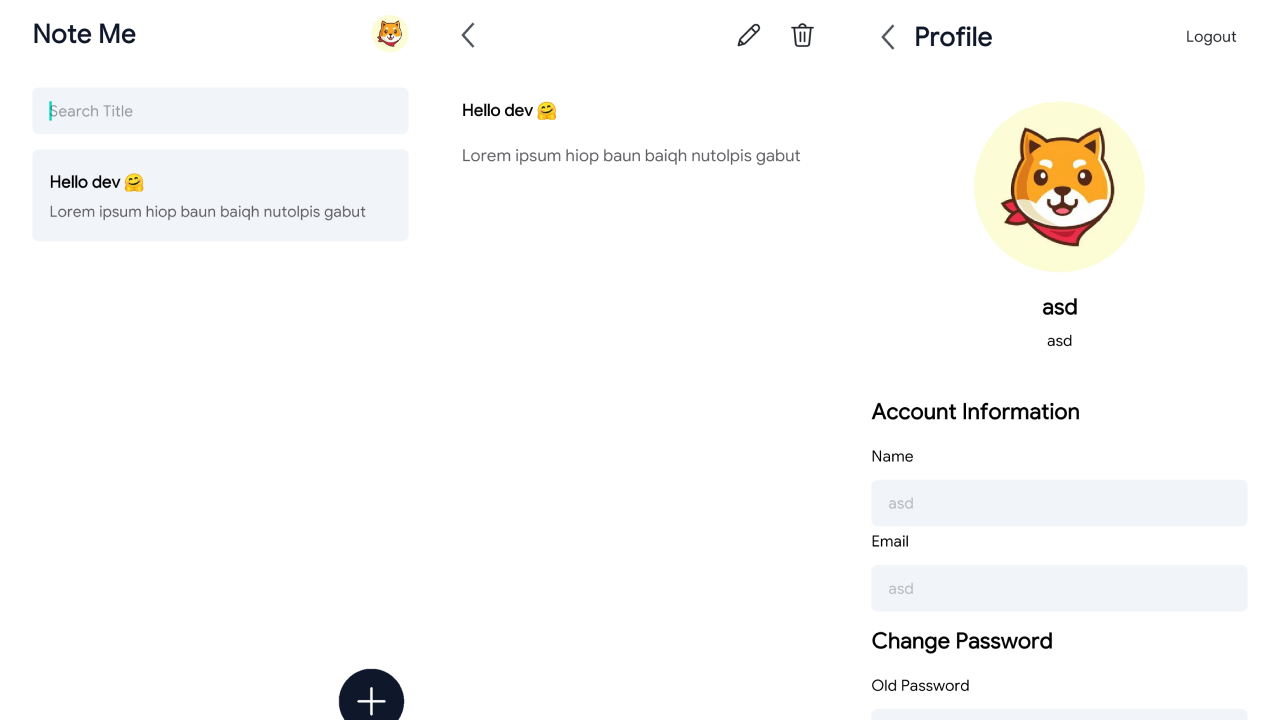 Note Me
Search Title
Hello dev 🤗
Lorem ipsum hiop baun baiqh nutolpis gabut
Hello dev 🤗
Lorem ipsum hiop baun baiqh nutolpis gabut
Profile
Logout
asd
asd
Account Information
Name
asd
Email
asd
Change Password
Old Password